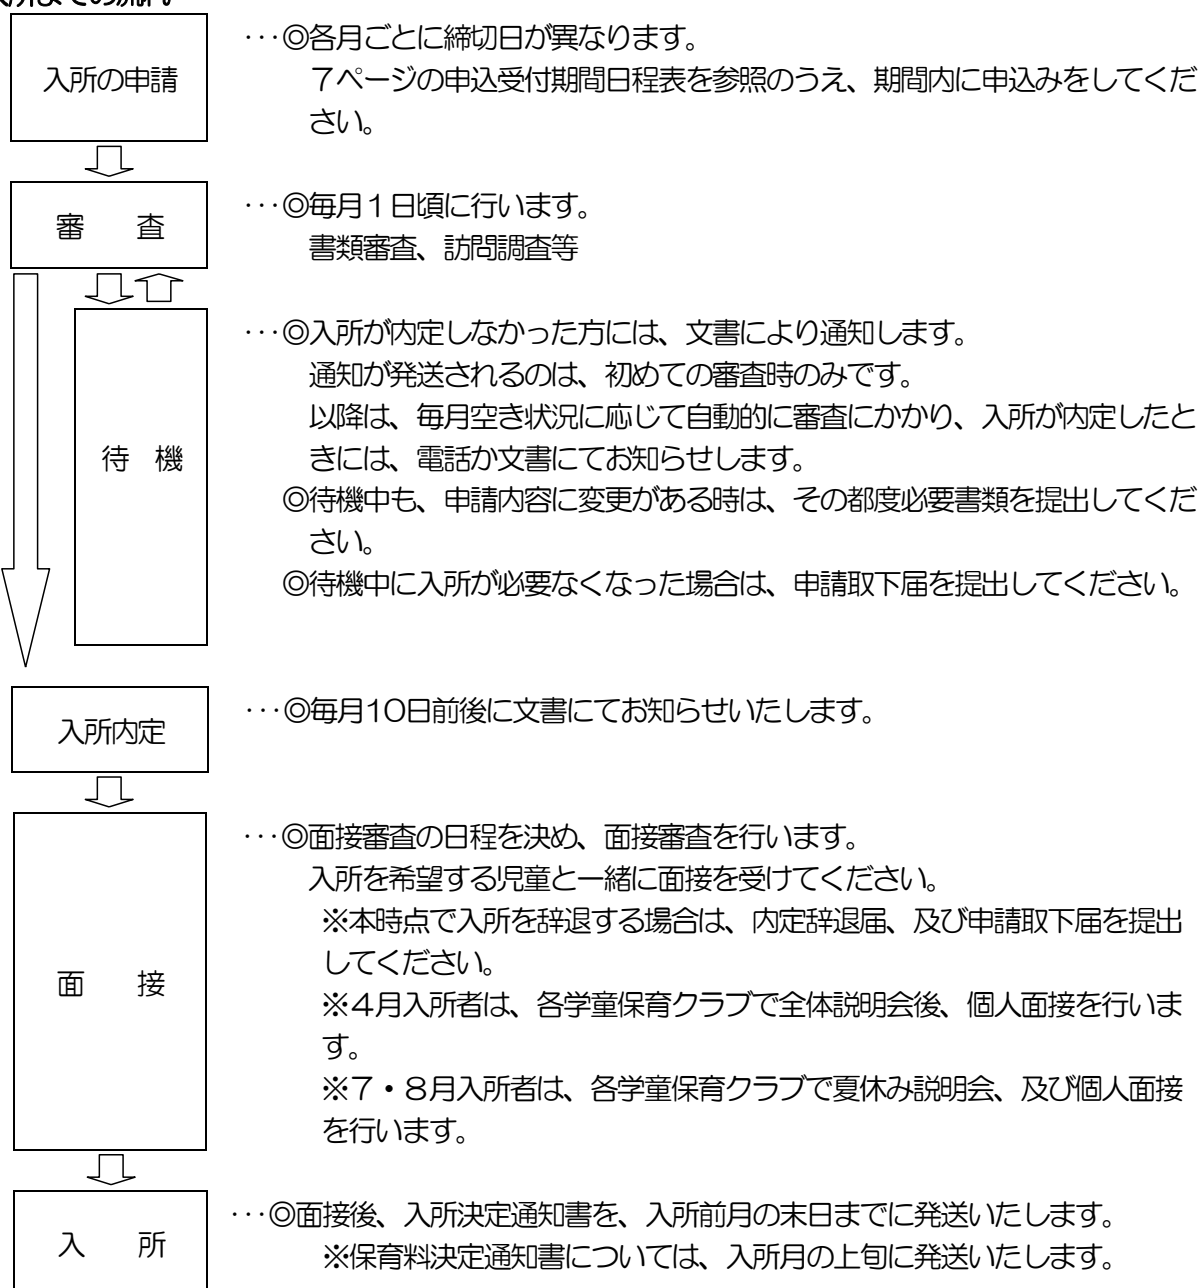 入所の申請
･･･◎各月ごとに締切日が異なります。
７ページの申込受付期間日程表を参照のうえ、期間内に申込みをしてくだ
さい。
審　　査
･･･◎毎月１日頃に行います。
書類審査、訪問調査等
待　機
･･･◎入所が内定しなかった方には、文書により通知します。
通知が発送されるのは、初めての審査時のみです。
以降は、毎月空き状況に応じて自動的に審査にかかり、入所が内定したと
きには、電話か文書にてお知らせします。
◎待機中も、申請内容に変更がある時は、その都度必要書類を提出してくだ
さい。
◎待機中に入所が必要なくなった場合は、申請取下届を提出してください。
入所内定
･･･◎毎月10日前後に文書にてお知らせいたします。
面　　接
･･･◎面接審査の日程を決め、面接審査を行います。
入所を希望する児童と一緒に面接を受けてください。
※本時点で入所を辞退する場合は、内定辞退届、及び申請取下届を提出
してください。
※４月入所者は、各学童保育クラブで全体説明会後、個人面接を行いま
す。
※７・８月入所者は、各学童保育クラブで夏休み説明会、及び個人面接
を行います。
入　　所
･･･◎面接後、入所決定通知書を、入所前月の末日までに発送いたします。
※保育料決定通知書については、入所月の上旬に発送いたします。